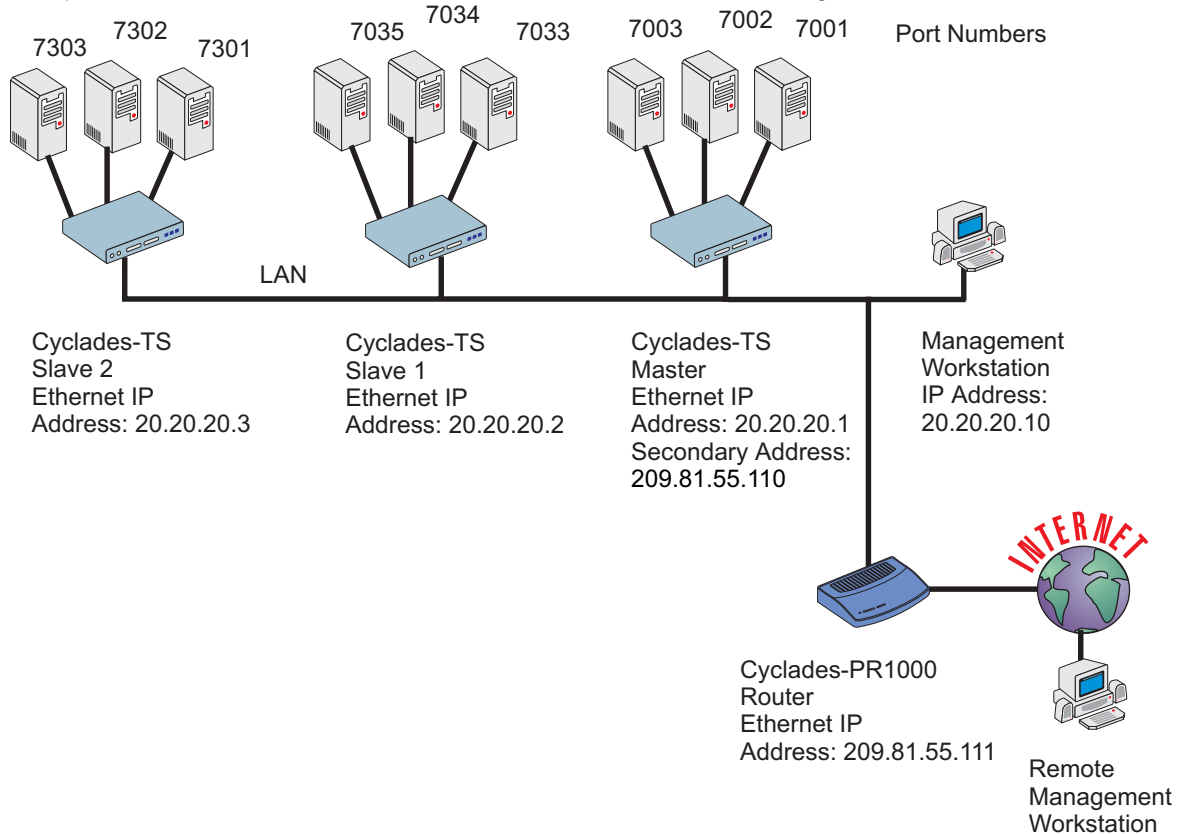 7303
7302
7301
7035
7034
7033
7003
7002
7001
Port Numbers
LAN
Cyclades-TS
Slave 2
Ethernet IP
Address: 20.20.20.3
Cyclades-TS
Slave 1
Ethernet IP
Address: 20.20.20.2
Cyclades-TS
Master
Ethernet IP
Address: 20.20.20.1
Secondary Address:
209.81.55.110
Management
Workstation
IP Address:
20.20.20.10
INTERNET
Cyclades-PR1000
Router
Ethernet IP
Address: 209.81.55.111
Remote
Management
Workstation